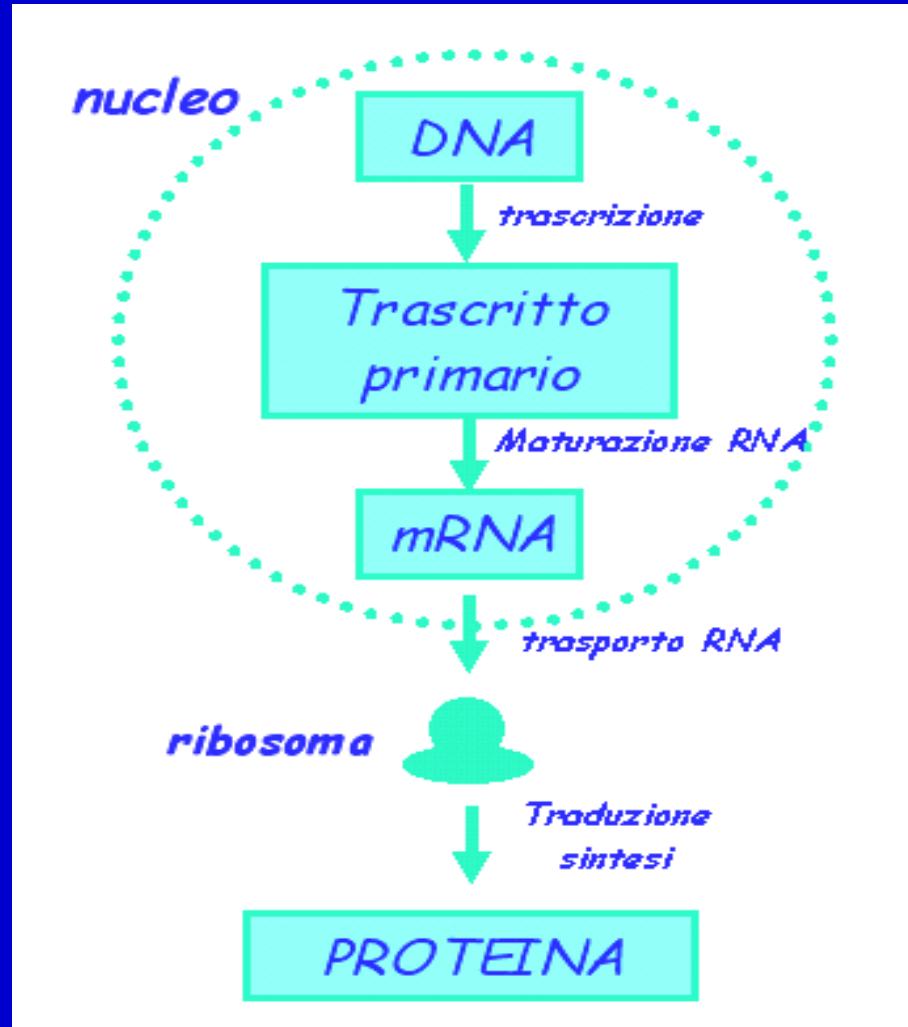 nucleo
DNA
trascrizione
Trascritto
primario
Maturazione RNA
mRNA
trasporto RNA
ribosoma
Traduzione
sintesi
PROTEINA